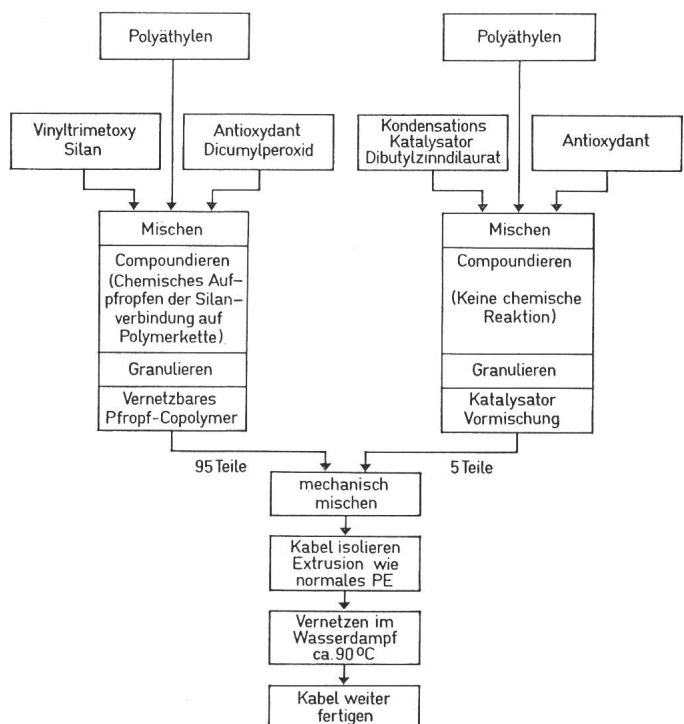 Polyäthylen
Vinyltrimetoxy
Silan
Antioxydant
Dicumylperoxid
Mischen
Compoundieren
(Chemisches Auf-
pfropfen der Silan-
verbindung auf
Polymerkette)
Granulieren
Vernetzbares
Pfropf-Copolymer
Polyäthylen
Kondensations
Katalysator
Dibutylzinndilaurat
Antioxydant
Mischen
Compoundieren
(Keine chemische
Reaktion)
Granulieren
Katalysator
Vormischung
95 Teile
5 Teile
mechanisch
mischen
Kabel isolieren
Extrusion wie
normales PE
Vernetzen im
Wasserdampf
ca. 90 °C
Kabel weiter
fertigen